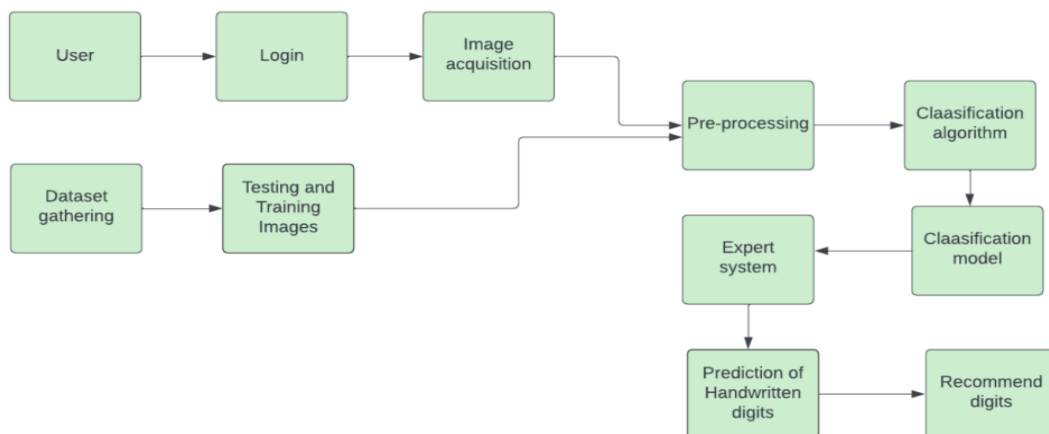 User
Login
Image
acquisition
Pre-processing
Claasification
algorithm
Dataset
gathering
Testing and
Training
Images
Claasification
model
Expert
system
Prediction of
Handwritten
digits
Recommend
digits